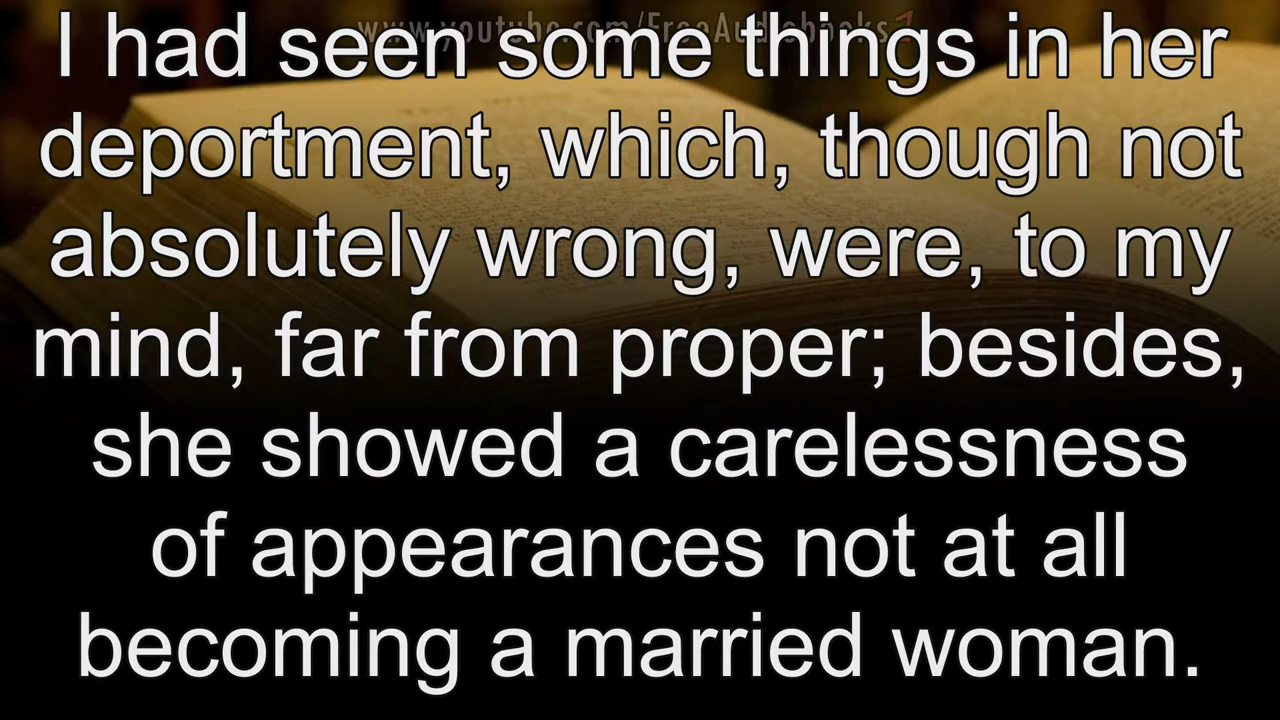 www.youtube.com/FreeAudiobooks1
I had seen some things in her
deportment, which, though not
absolutely wrong, were, to my
mind, far from proper; besides,
she showed a carelessness
of appearances not at all
becoming a married woman.